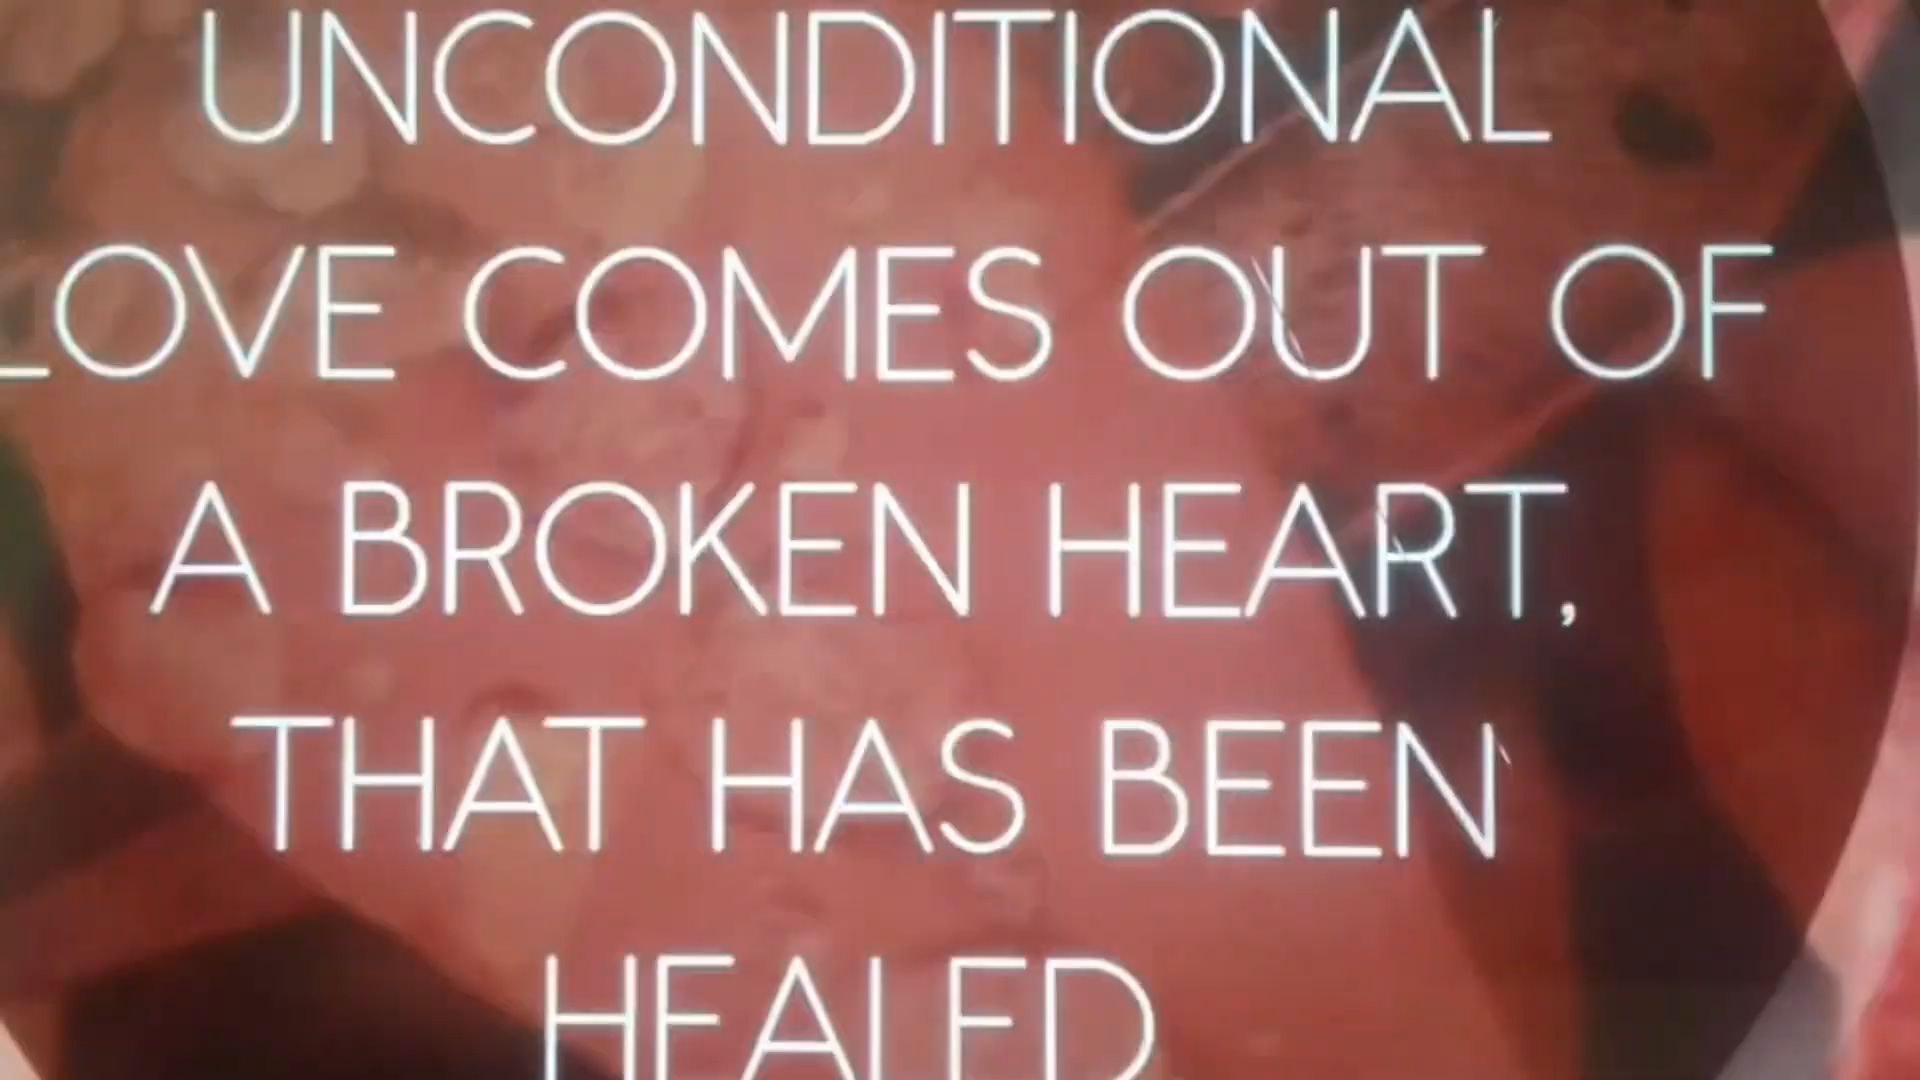 UNCONDITIONAL
LOVE COMES OUT OF
A BROKEN HEART,
THAT HAS BEEN
HEALED